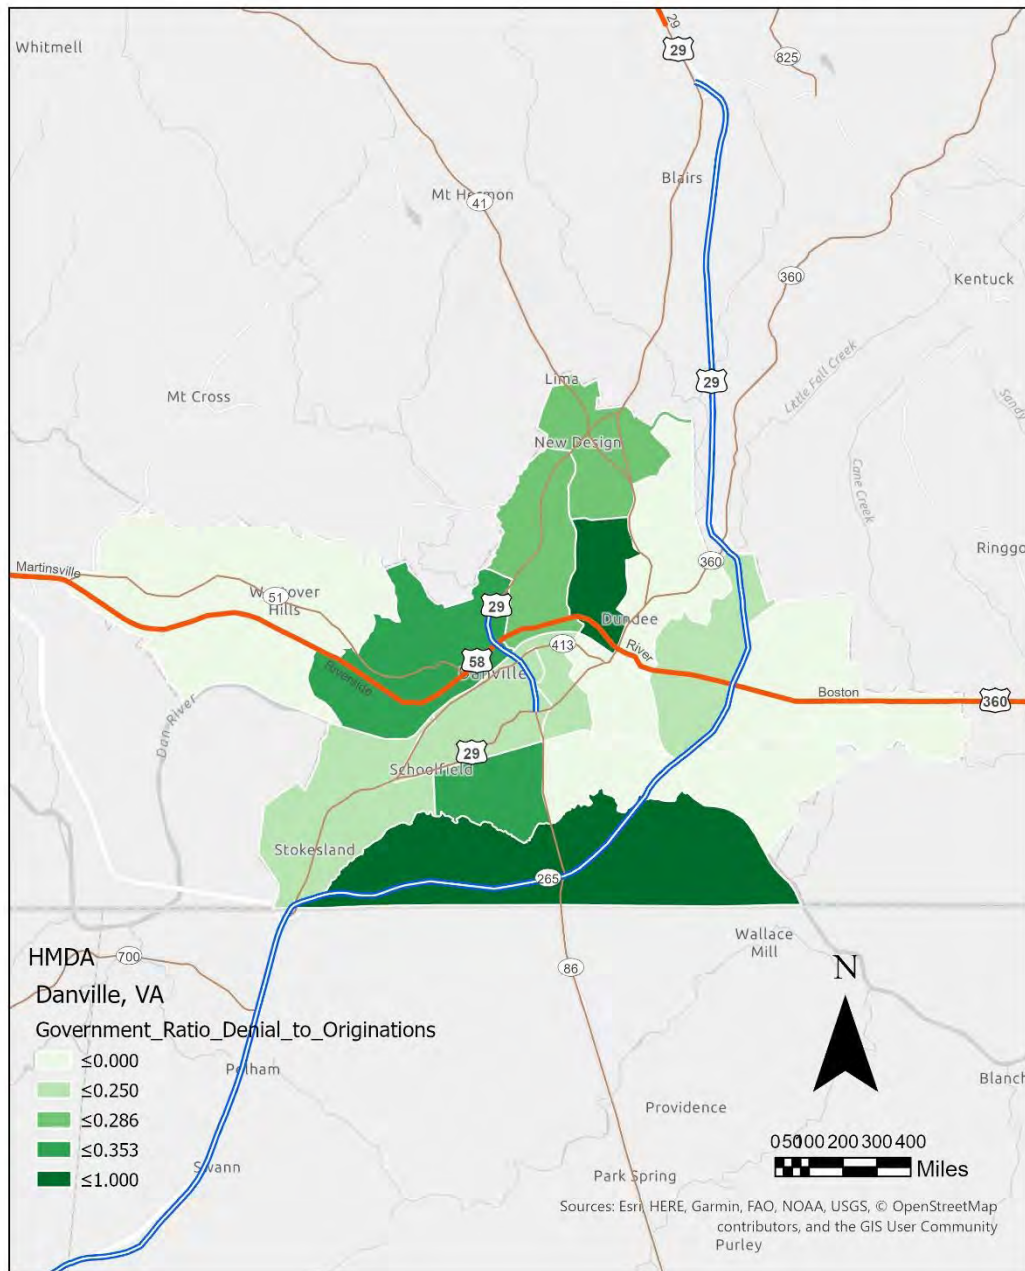 29
Whitmell
29
825
Blairs
Mt Hermon
41
360
Kentuck
Little Fall Creek
Lima
29
Mt Cross
Sandy
New Design
Cane Creek
Ringgo
Martinsville
360
51
Westover
Hills
29
Dundee
413
River
58
Riverside
Danville
Boston
360
Dan River
29
Schoolfield
Stokesland
265
Wallace
Mill
HMDA
700
86
N
Danville, VA
Government_Ratio_Denial_to_Originations
≤0.000
≤0.250
≤0.286
≤0.353
≤1.000
Pelham
Blanch
Providence
0 50 100 200 300 400
Miles
Swann
Park Spring
Sources: Esri, HERE, Garmin, FAO, NOAA, USGS, © OpenStreetMap
contributors, and the GIS User Community
Purley